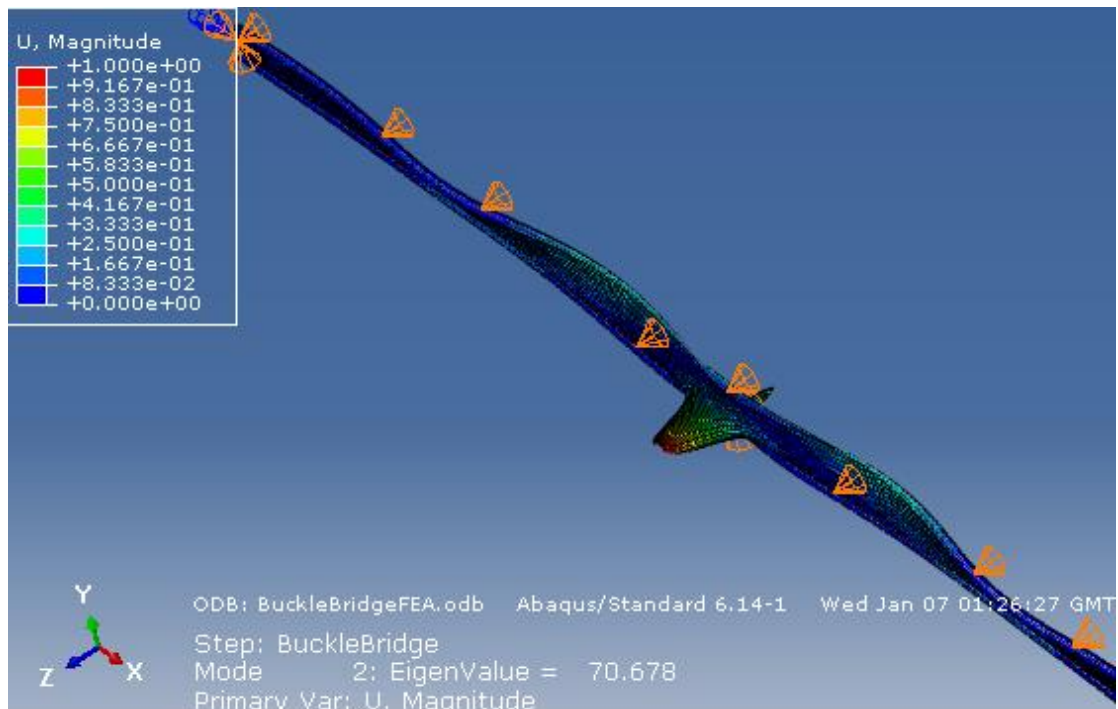 U, Magnitude
+1.000e+00
+9.167e-01
+8.333e-01
+7.500e-01
+6.667e-01
+5.833e-01
+5.000e-01
+4.167e-01
+3.333e-01
+2.500e-01
+1.667e-01
+8.333e-02
+0.000e+00
Y
Z
X
ODB: BuckleBridgeFEA.odb Abaqus/Standard 6.14-1 Wed Jan 07 01:26:27 GMT
Step: BuckleBridge
Mode 2: EigenValue = 70.678
Primary Var: U, Magnitude